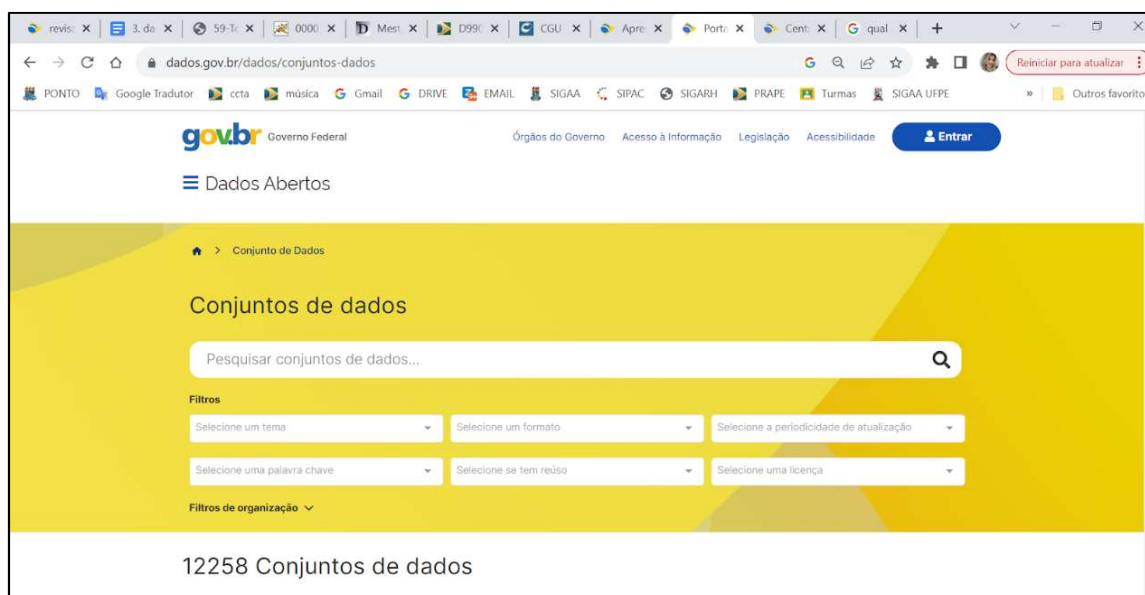 revis 3. da 59-Te 0000 Mest D990 CGU Apre Porta Cent qual
dados.gov.br/dados/conjuntos-dados Reiniciar para atualizar
PONTO Google Tradutor ccta música Gmail DRIVE EMAIL SIGAA SIPAC SIGARH PRAPE Turmas SIGAA UFPE » Outros favorito
gov.br Governo Federal Órgãos do Governo Acesso à Informação Legislação Acessibilidade Entrar
Dados Abertos
> Conjunto de Dados
Conjuntos de dados
Pesquisar conjuntos de dados...
Filtros
Selecione um tema Selecione um formato Selecione a periodicidade de atualização
Selecione uma palavra chave Selecione se tem reúso Selecione uma licença
Filtros de organização
12258 Conjuntos de dados